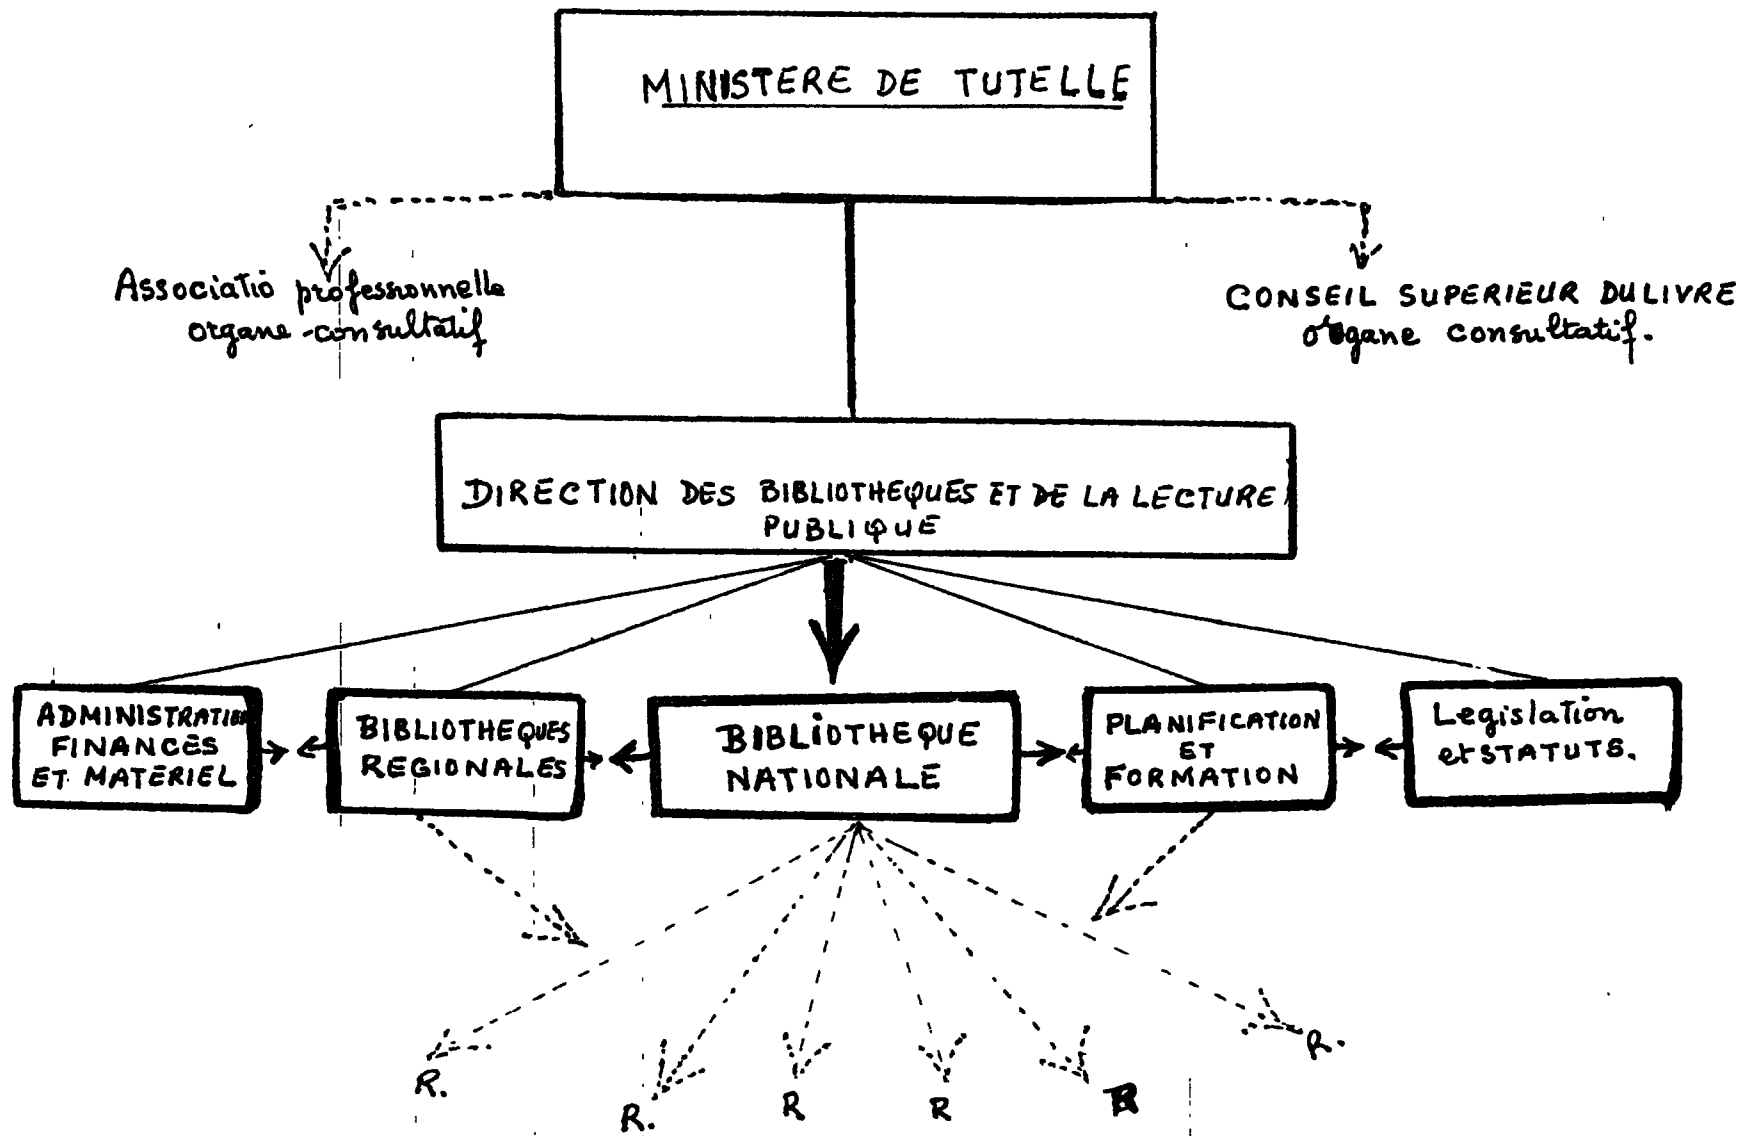 MINISTERE DE TUTELLE
Associatio professionnelle
organe-consultatif
CONSEIL SUPERIEUR DU LIVRE
organe consultatif.
DIRECTION DES BIBLIOTHEQUES ET DE LA LECTURE
PUBLIQUE
ADMINISTRATION
FINANCES
ET MATERIEL
BIBLIOTHEQUES
REGIONALES
BIBLIOTHEQUE
NATIONALE
PLANIFICATION
ET
FORMATION
Legislation
et STATUTS.
R.
R.
R
R
R
R.